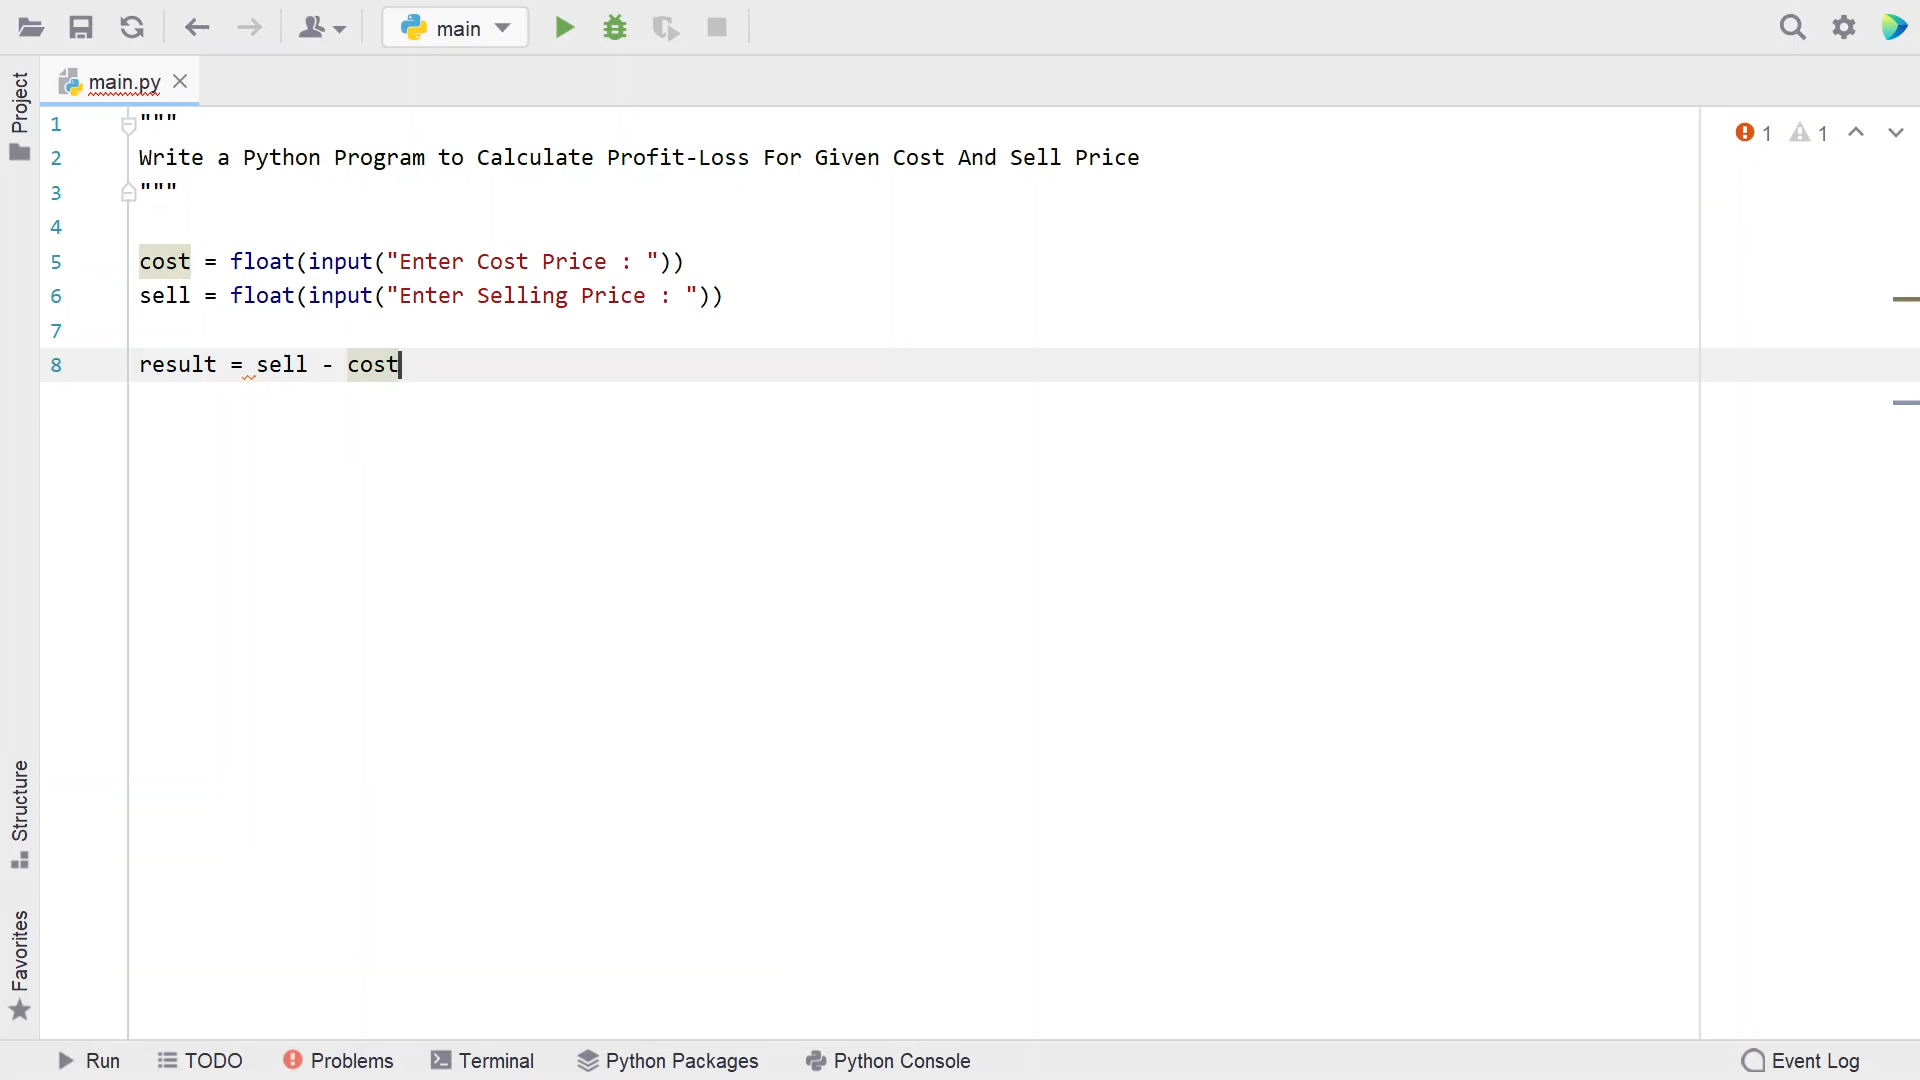 main
main.py
Project
1 """
2 Write a Python Program to Calculate Profit-Loss For Given Cost And Sell Price
3 """
4
5 cost = float(input("Enter Cost Price : "))
6 sell = float(input("Enter Selling Price : "))
7
8 result = sell - cost
1 1
Structure
Favorites
Run TODO Problems Terminal Python Packages Python Console Event Log